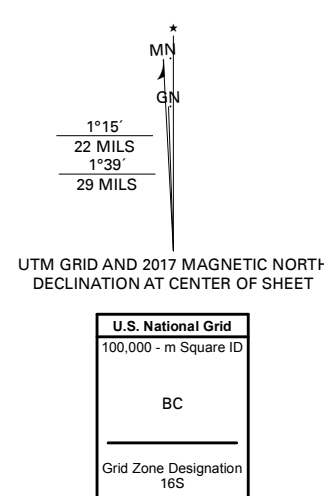 MN
GN
1°15´
22 MILS
1°39´
29 MILS
UTM GRID AND 2017 MAGNETIC NORTH
DECLINATION AT CENTER OF SHEET
U.S. National Grid
100,000 - m Square ID
BC
Grid Zone Designation
16S